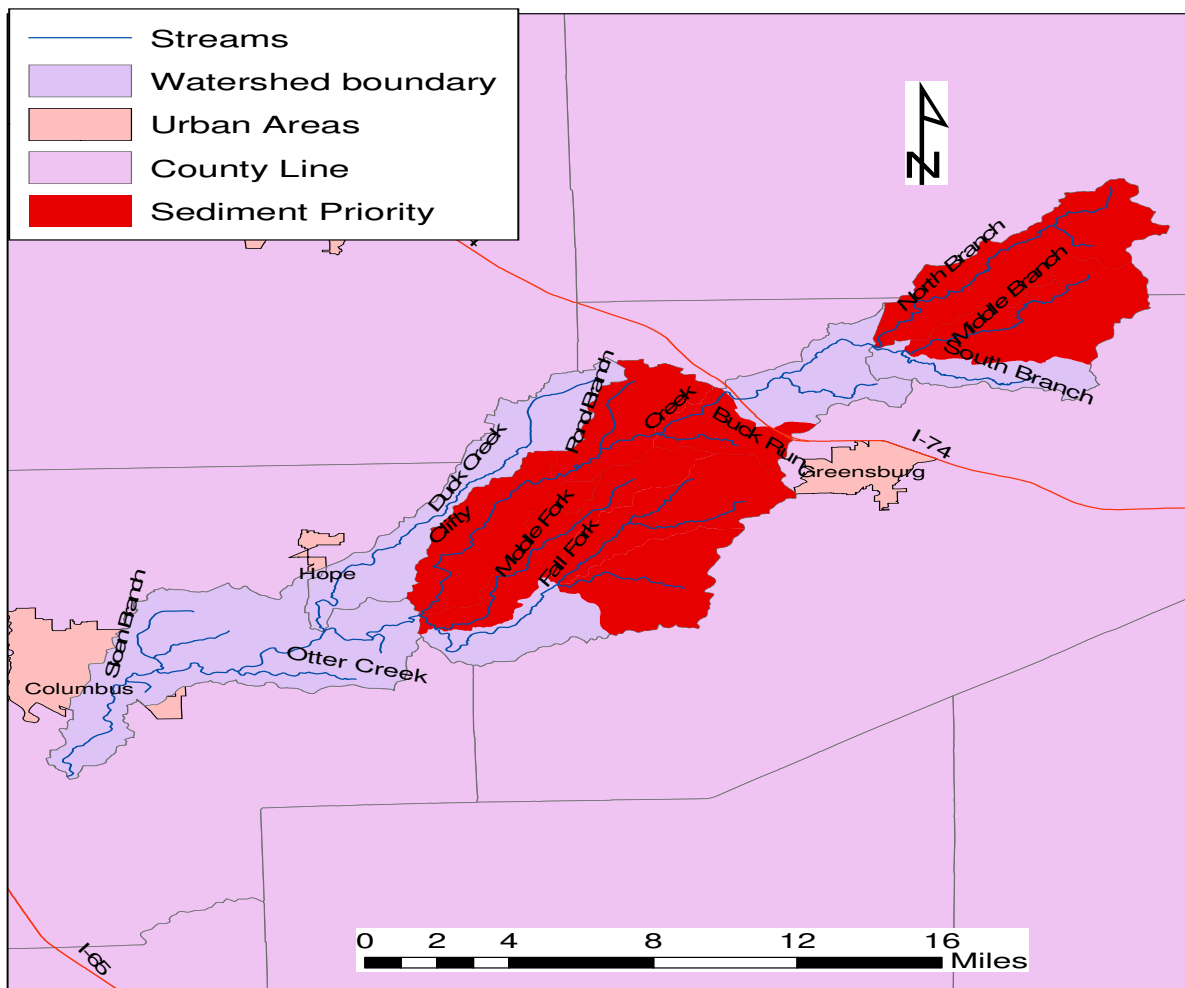 Streams
Watershed boundary
Urban Areas
County Line
Sediment Priority
N
North Branch
Middle Branch
South Branch
Pond Branch
Creek
Buck Run
I-74
Greensburg
Duck Creek
Clifty
Middle Fork
Fall Fork
Hope
Sloan Branch
Otter Creek
Columbus
I-65
0 2 4 8 12 16
Miles